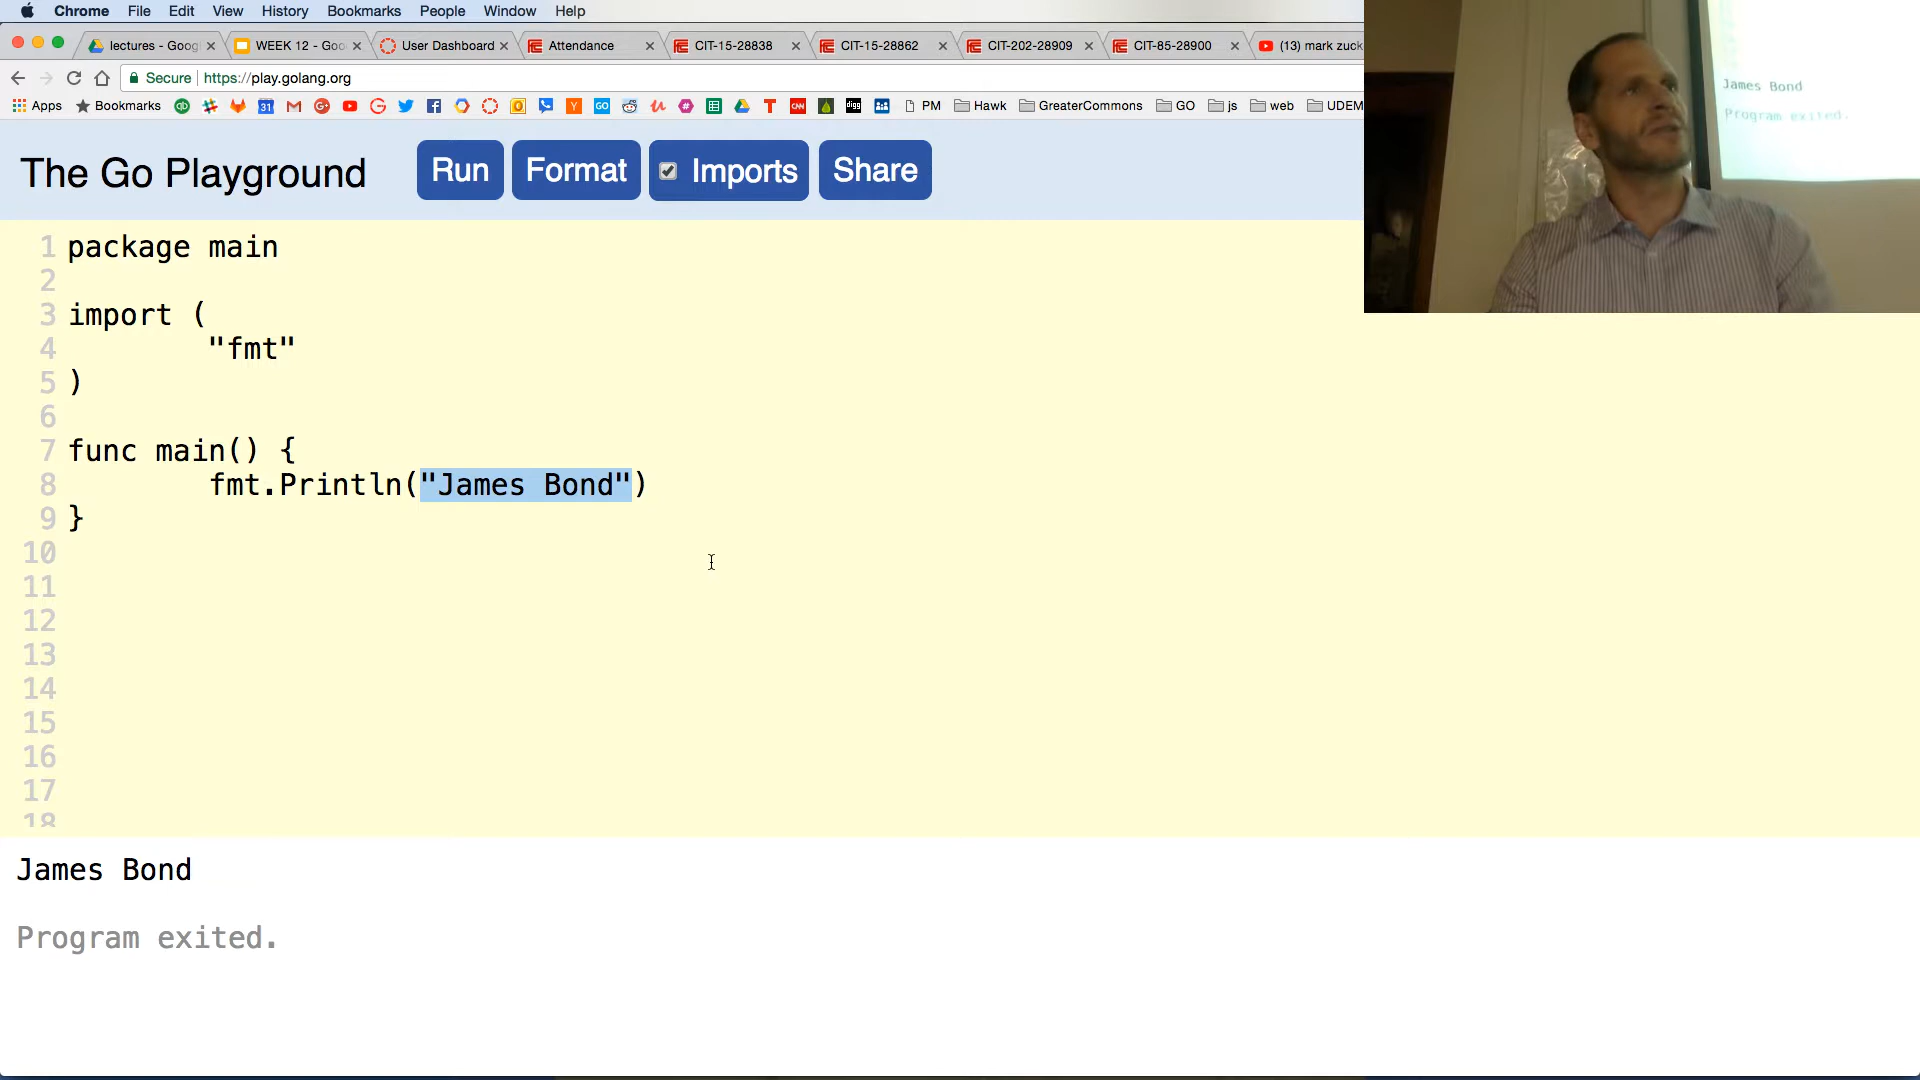 Chrome File Edit View History Bookmarks People Window Help
lectures - Goog WEEK 12 - Goo User Dashboard Attendance CIT-15-28838 CIT-15-28862 CIT-202-28909 CIT-85-28900 (13) mark zuck
Secure https://play.golang.org
Apps Bookmarks PM Hawk GreaterCommons GO js web UDEM
The Go Playground Run Format Imports Share
1 package main
2
3 import (
4 "fmt"
5 )
6
7 func main() {
8 fmt.Println("James Bond")
9 }
10
11
12
13
14
15
16
17
18
James Bond
Program exited.
James Bond
Program exited.